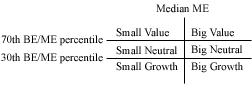 Median ME
Small Value Big Value
70th BE/ME percentile
Small Neutral Big Neutral
30th BE/ME percentile
Small Growth Big Growth